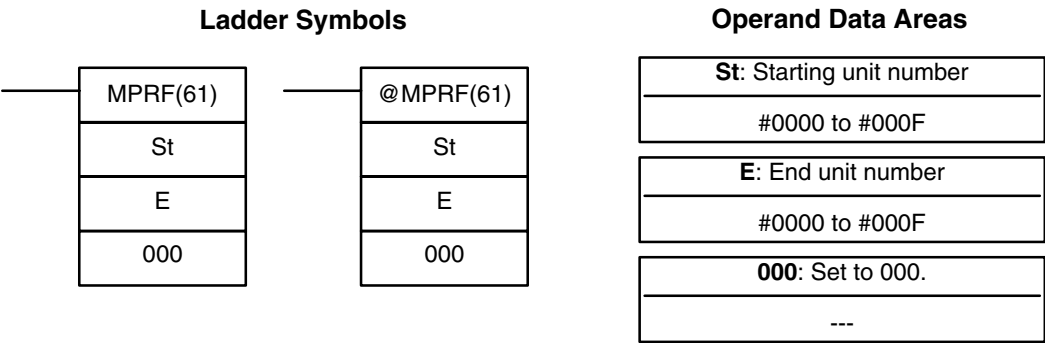 Ladder Symbols
MPRF(61)
St
E
000
@MPRF(61)
St
E
000
Operand Data Areas
St: Starting unit number
#0000 to #000F
E: End unit number
#0000 to #000F
000: Set to 000.
---